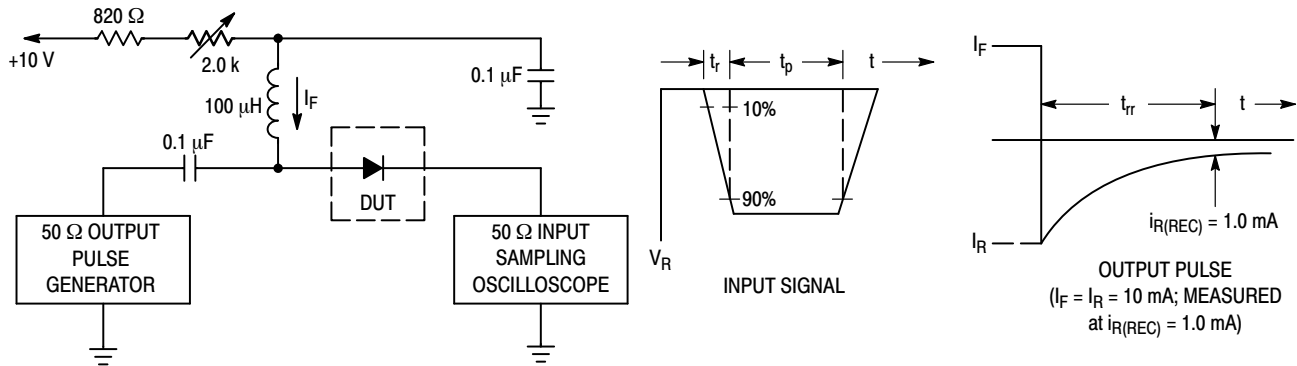 820 Ω
+10 V
2.0 k
100 μH
I_F
0.1 μF
0.1 μF
DUT
50 Ω OUTPUT
PULSE
GENERATOR
50 Ω INPUT
SAMPLING
OSCILLOSCOPE
t_r
t_p
t
10%
90%
V_R
INPUT SIGNAL
I_F
t_rr
t
I_R
i_R(REC) = 1.0 mA
OUTPUT PULSE
(I_F = I_R = 10 mA; MEASURED
at i_R(REC) = 1.0 mA)